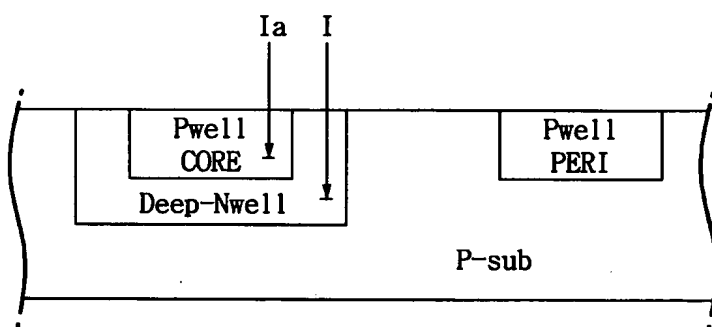 Ia I
Pwell
CORE
Pwell
PERI
Deep-Nwell
P-sub